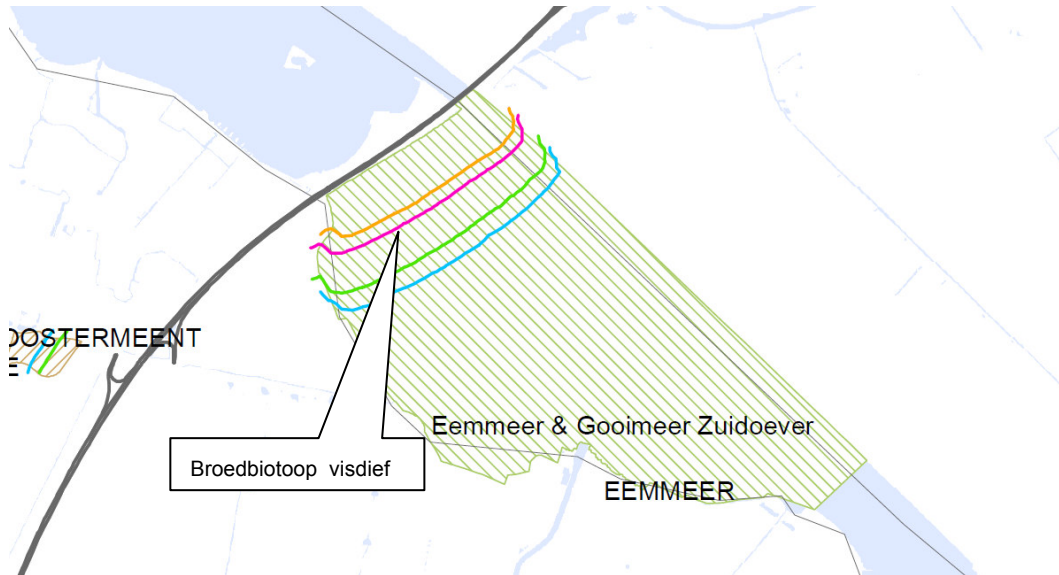 OOSTERMEENT
E
Eemmeer & Gooimeer Zuidoever
Broedbiotoop visdief
EEMMEER